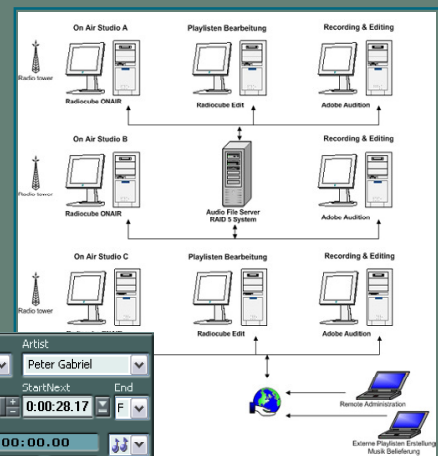 On Air Studio A
Playlisten Bearbeitung
Recording & Editing
Radio tower
Radiocube ONAIR
Radiocube Edit
Adobe Audition
On Air Studio B
Recording & Editing
Radio tower
Radiocube ONAIR
Audio File Server
RAID 5 System
Adobe Audition
On Air Studio C
Playlisten Bearbeitung
Recording & Editing
Radio tower
Radiocube Edit
Adobe Audition
Artist
Peter Gabriel
StartNext
End
0:00:28.17
F
00:00.00
Remote Administration
Externe Playlisten Erstellung
Musik Belieferung